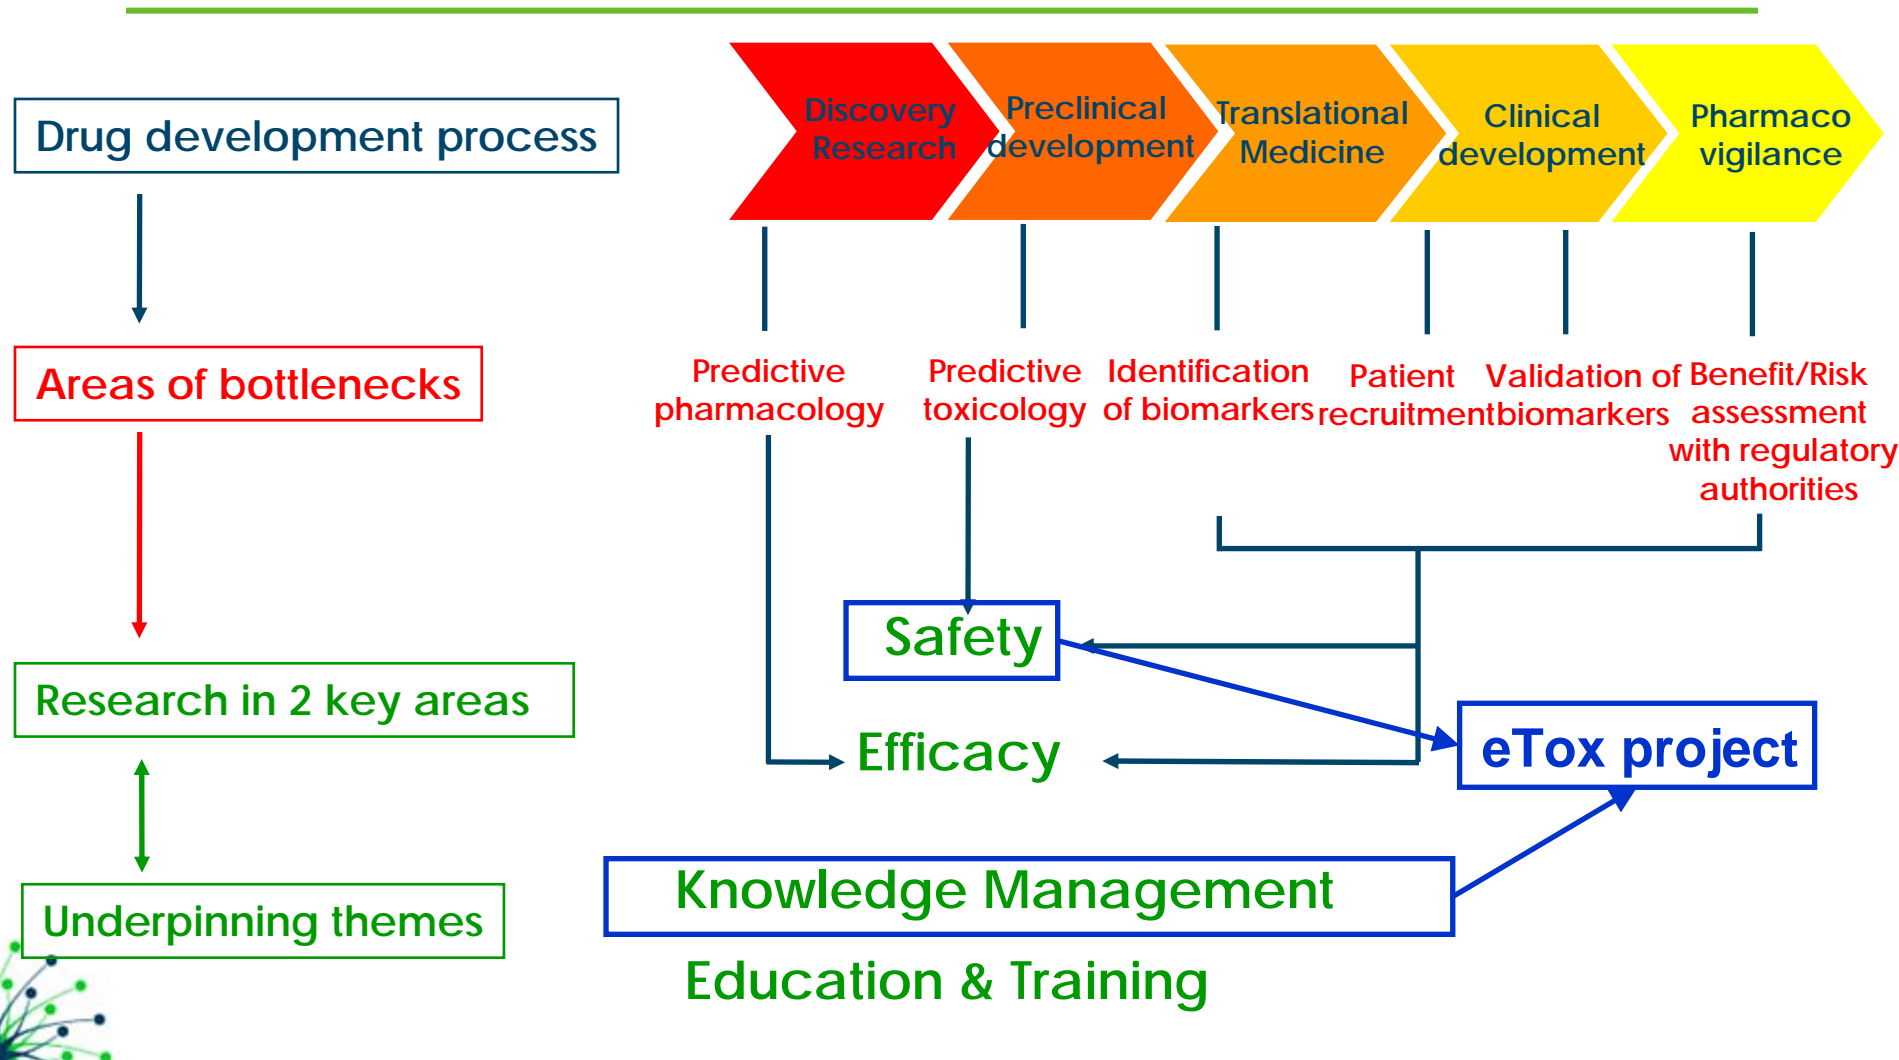 Drug development process
Discovery
Research
Preclinical
development
Translational
Medicine
Clinical
development
Pharmaco
vigilance
Areas of bottlenecks
Predictive
pharmacology
Predictive
toxicology
Identification
of biomarkers
Patient
recruitment
Validation of
biomarkers
Benefit/Risk
assessment
with regulatory
authorities
Research in 2 key areas
Safety
Efficacy
eTox project
Underpinning themes
Knowledge Management
Education & Training